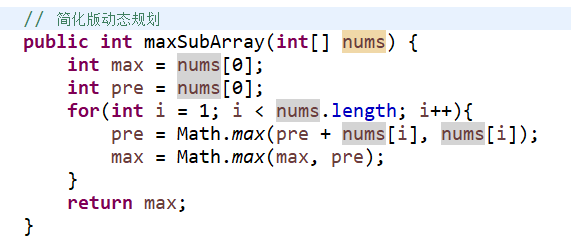 // 简化版动态规划
public int maxSubArray(int[] nums) {
    int max = nums[0];
    int pre = nums[0];
    for(int i = 1; i < nums.length; i++){
        pre = Math.max(pre + nums[i], nums[i]);
        max = Math.max(max, pre);
    }
    return max;
}